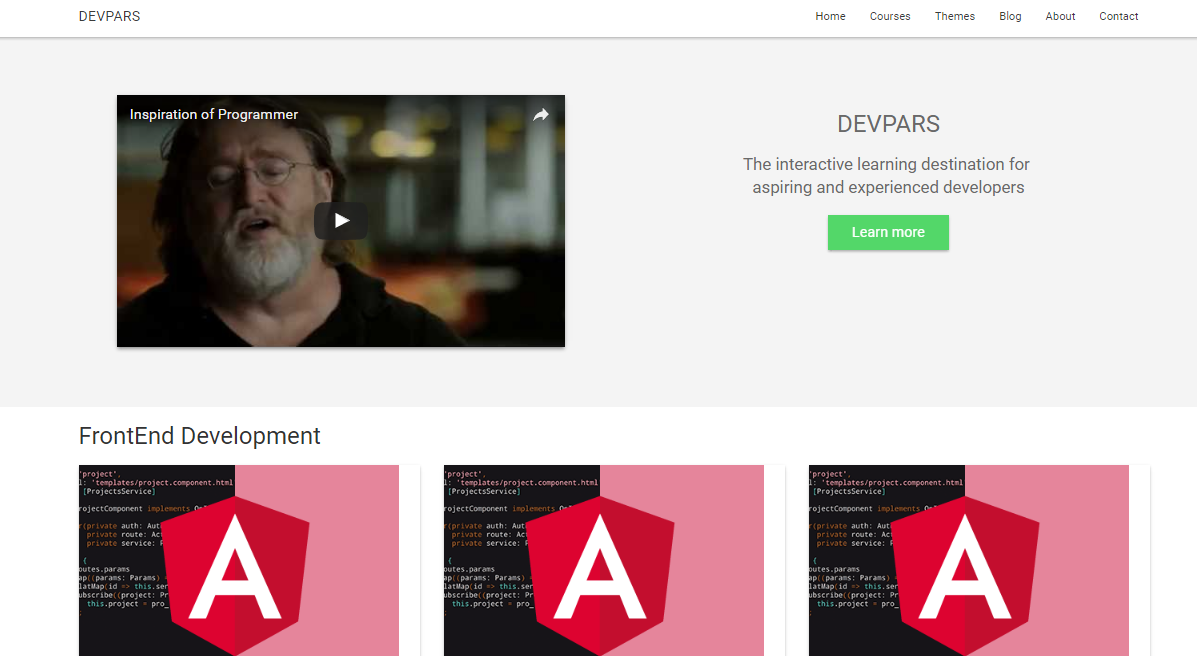 DEVPARS
Home Courses Themes Blog About Contact
Inspiration of Programmer
DEVPARS
The interactive learning destination for
aspiring and experienced developers
Learn more
FrontEnd Development
'project',
l: 'templates/project.component.html
[ProjectsService]
rojectComponent implements On
r(private auth: Au
private route: Ac
private service:
{
outes.params
ap((params: Params) =
latMap(id => this.ser
ubscribe((project: Pr
this.project = pro_
A
'project',
l: 'templates/project.component.html
[ProjectsService]
rojectComponent implements On
r(private auth: Au
private route: Ac
private service:
{
outes.params
ap((params: Params) =
latMap(id => this.ser
ubscribe((project: Pr
this.project = pro_
A
'project',
l: 'templates/project.component.html
[ProjectsService]
rojectComponent implements On
r(private auth: Au
private route: Ac
private service:
{
outes.params
ap((params: Params) =
latMap(id => this.ser
ubscribe((project: Pr
this.project = pro_
A